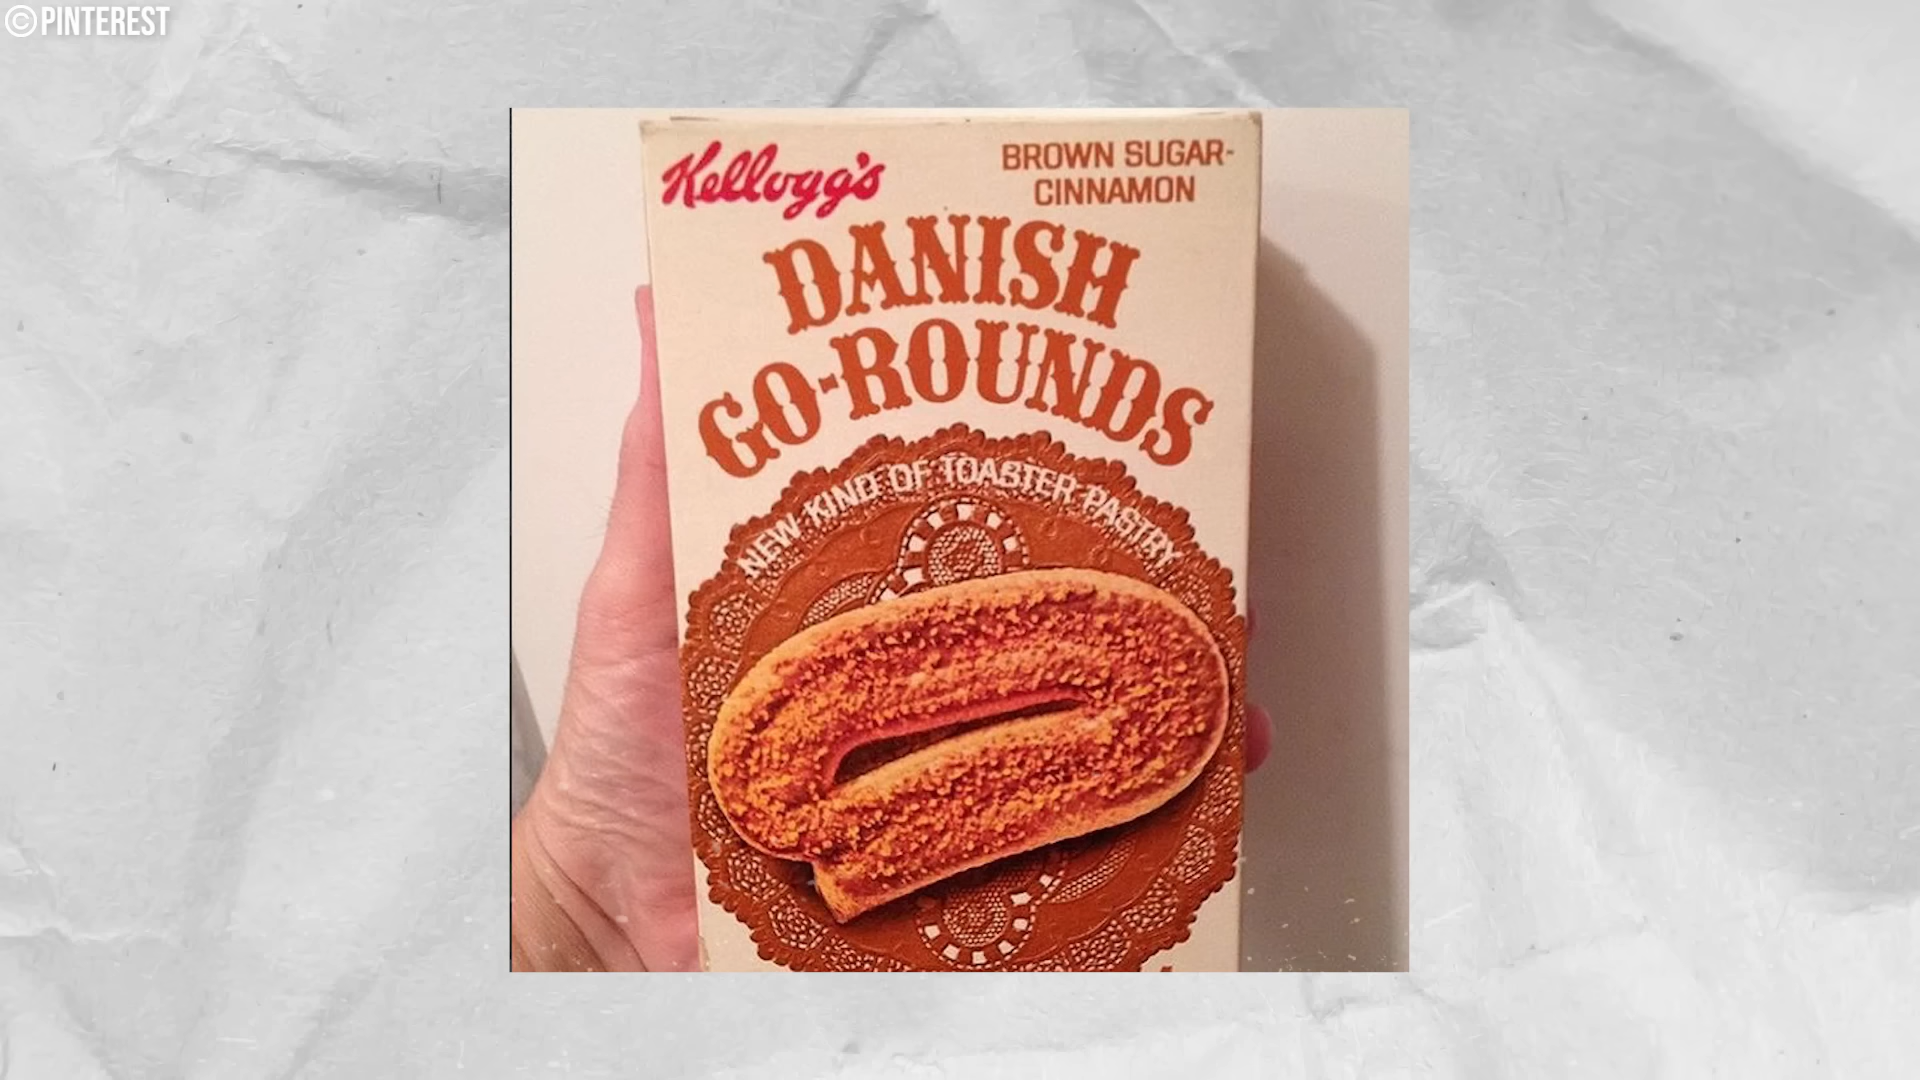 ©PINTEREST
Kellogg's
BROWN SUGAR-
CINNAMON
DANISH
GO-ROUNDS
NEW KIND OF TOASTER PASTRY